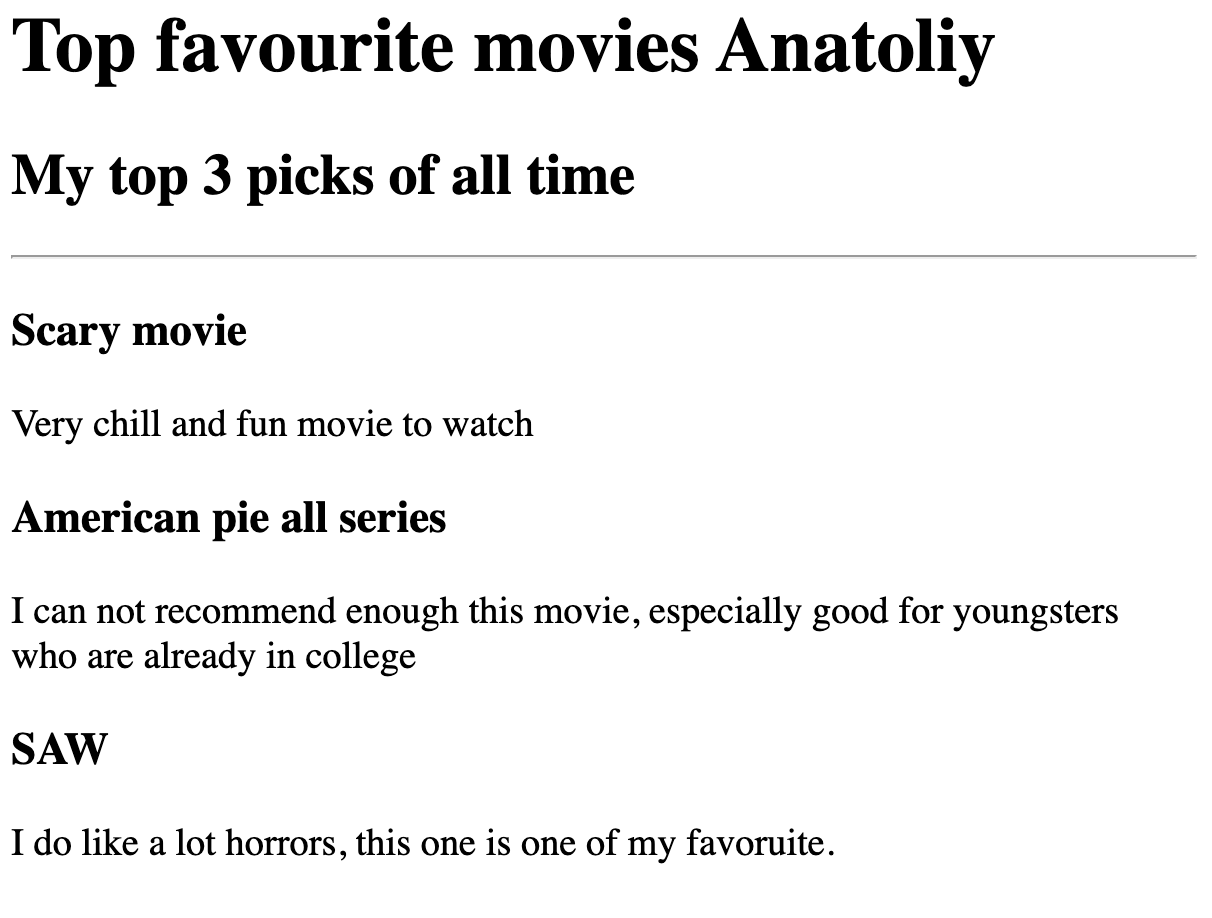 Top favourite movies Anatoliy
My top 3 picks of all time
Scary movie
Very chill and fun movie to watch
American pie all series
I can not recommend enough this movie, especially good for youngsters
who are already in college
SAW
I do like a lot horrors, this one is one of my favoruite.